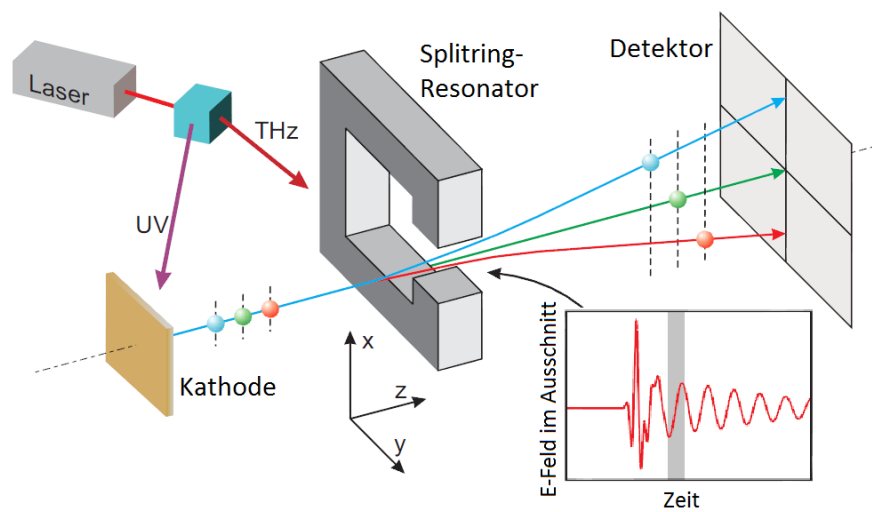 Laser
THz
UV
Kathode
Splitring-
Resonator
Detektor
x
z
y
E-Feld im Ausschnitt
Zeit